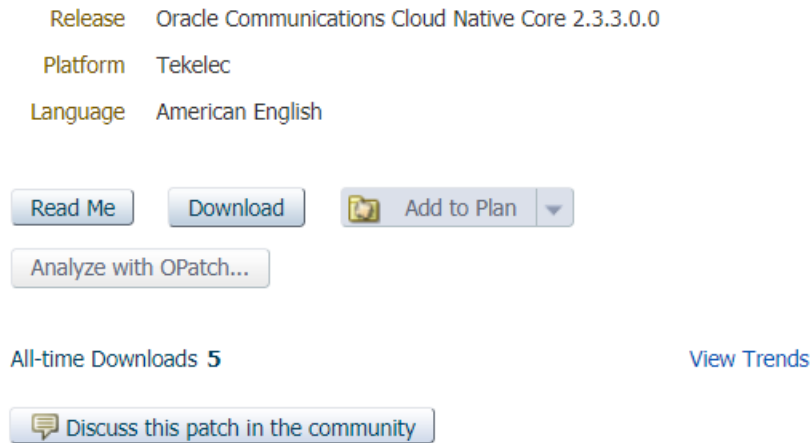 Release Oracle Communications Cloud Native Core 2.3.3.0.0
Platform Tekelec
Language American English
Read Me Download Add to Plan
Analyze with OPatch...
All-time Downloads 5 View Trends
Discuss this patch in the community